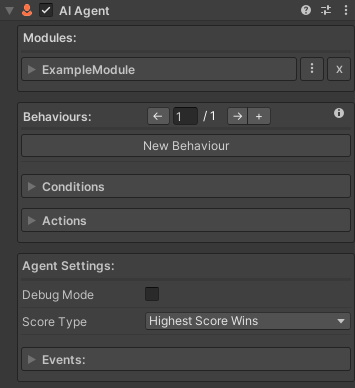 AI Agent
Modules:
ExampleModule
x
Behaviours: ← 1 / 1 → +
New Behaviour
Conditions
Actions
Agent Settings:
Debug Mode
Score Type Highest Score Wins
Events: